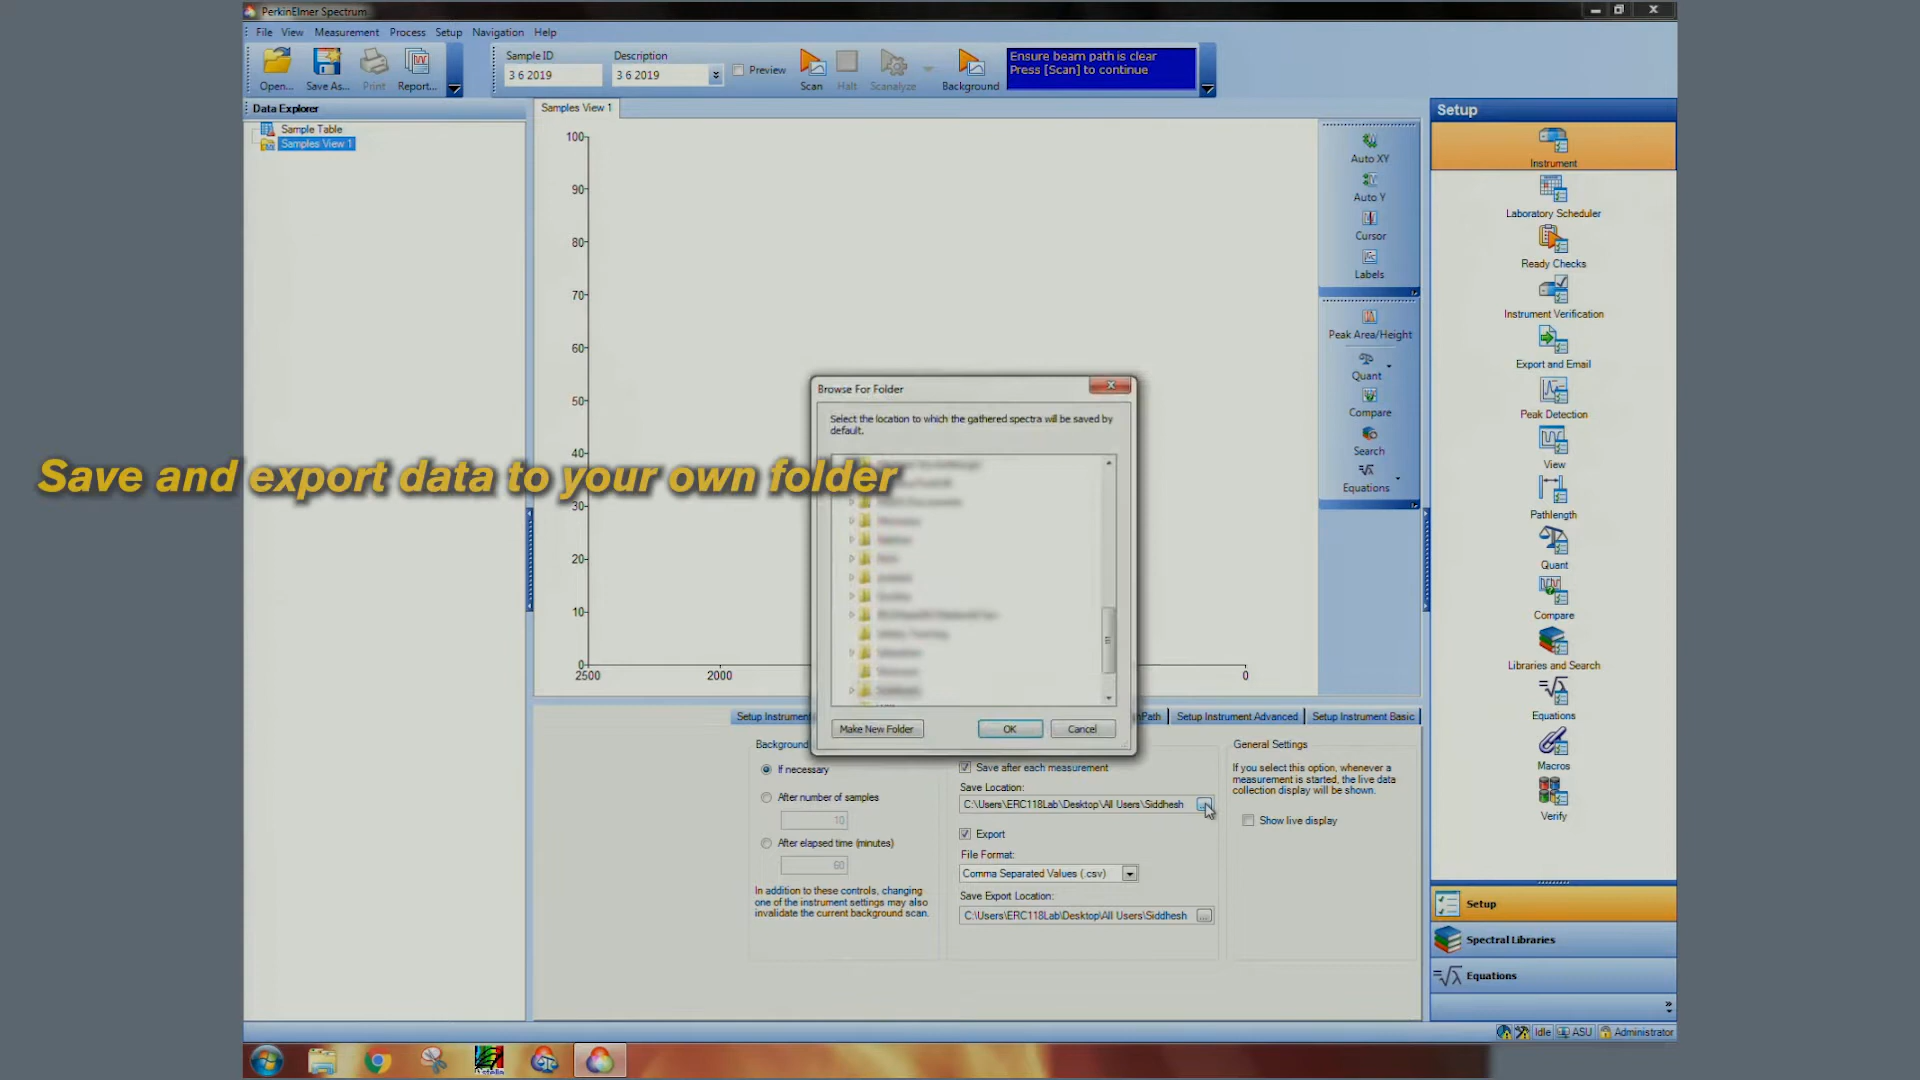 PerkinElmer Spectrum
File View Measurement Process Setup Navigation Help
Open... Save As... Print Report...
Sample ID
3 6 2019
Description
3 6 2019
Preview
Scan Halt Scanalyze Background
Ensure beam path is clear
Press [Scan] to continue
Data Explorer
Sample Table
Samples View 1
Samples View 1
100
90
80
70
60
50
40
30
20
10
0
2500 2000 0
Auto XY
Auto Y
Cursor
Labels
Peak Area/Height
Quant
Compare
Search
Equations
Browse For Folder
Select the location to which the gathered spectra will be saved by
default.
Make New Folder OK Cancel
Save and export data to your own folder
Setup Instrument Path Setup Instrument Advanced Setup Instrument Basic
Background
If necessary
After number of samples
10
After elapsed time (minutes)
60
In addition to these controls, changing
one of the instrument settings may also
invalidate the current background scan.
Save after each measurement
Save Location:
C:\Users\ERC118Lab\Desktop\All Users\Siddhesh ...
Export
File Format:
Comma Separated Values (.csv)
Save Export Location:
C:\Users\ERC118Lab\Desktop\All Users\Siddhesh ...
General Settings
If you select this option, whenever a
measurement is started, the live data
collection display will be shown.
Show live display
Setup
Instrument
Laboratory Scheduler
Ready Checks
Instrument Verification
Export and Email
Peak Detection
View
Pathlength
Quant
Compare
Libraries and Search
Equations
Macros
Verify
Setup
Spectral Libraries
Equations
Idle ASU Administrator